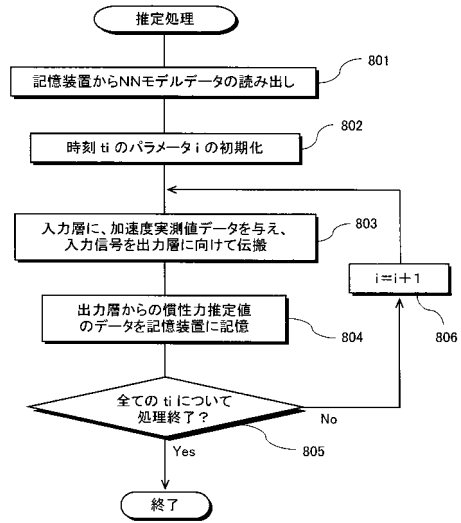 推定処理
記憶装置からNNモデルデータの読み出し
801
時刻 ti のパラメータ i の初期化
802
入力層に、加速度実測値データを与え、
入力信号を出力層に向けて伝搬
803
i=i+1
806
出力層からの慣性力推定値
のデータを記憶装置に記憶
804
全ての ti について
処理終了？
No
805
Yes
終了